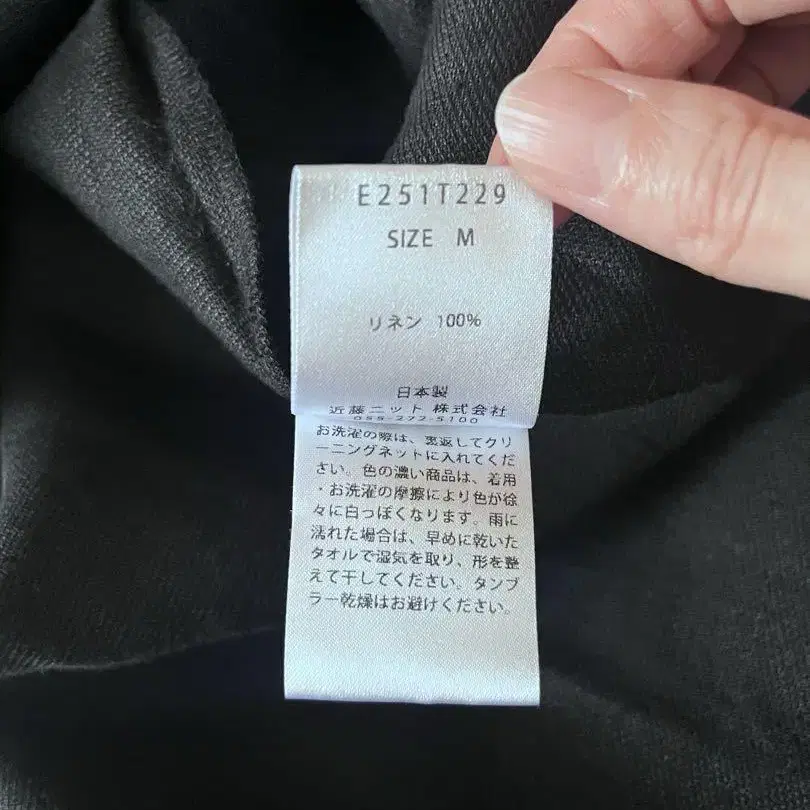 E251T229
SIZE M
リネン 100%
日本製
近藤ニット 株式会社
055-272-5100
お洗濯の際は、裏返してクリ
ーニングネットに入れてくだ
さい。色の濃い商品は、着用
・お洗濯の摩擦により色が徐
々に白っぽくなります。雨に
濡れた場合は、早めに乾いた
タオルで湿気を取り、形を整
えて干してください。タンブ
ラー乾燥はお避けください。